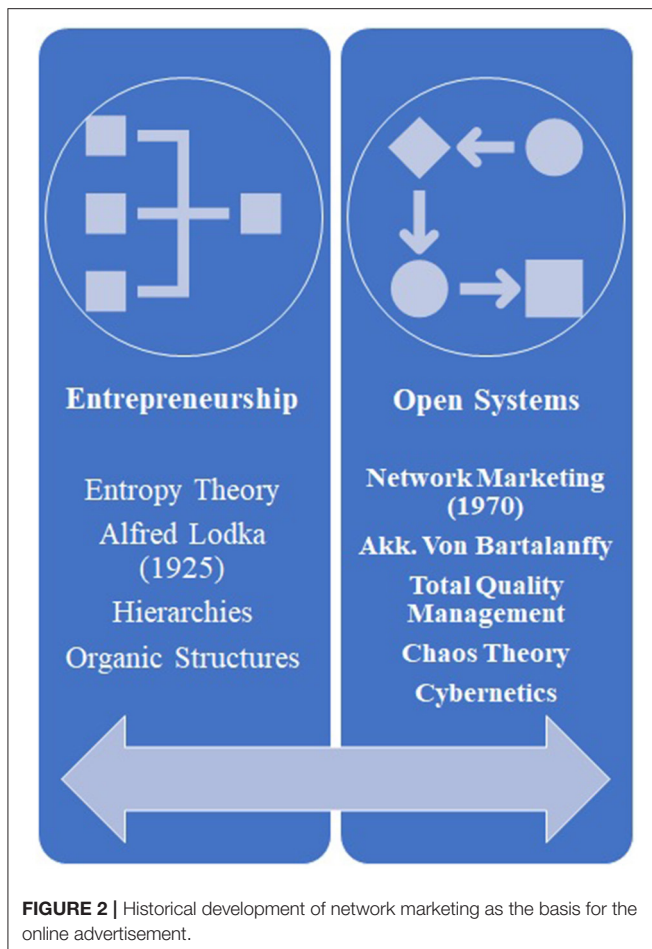 Entrepreneurship
Entropy Theory
Alfred Lodka
(1925)
Hierarchies
Organic Structures
Open Systems
Network Marketing
(1970)
Akk. Von Bartalanffy
Total Quality
Management
Chaos Theory
Cybernetics
FIGURE 2 | Historical development of network marketing as the basis for the
online advertisement.